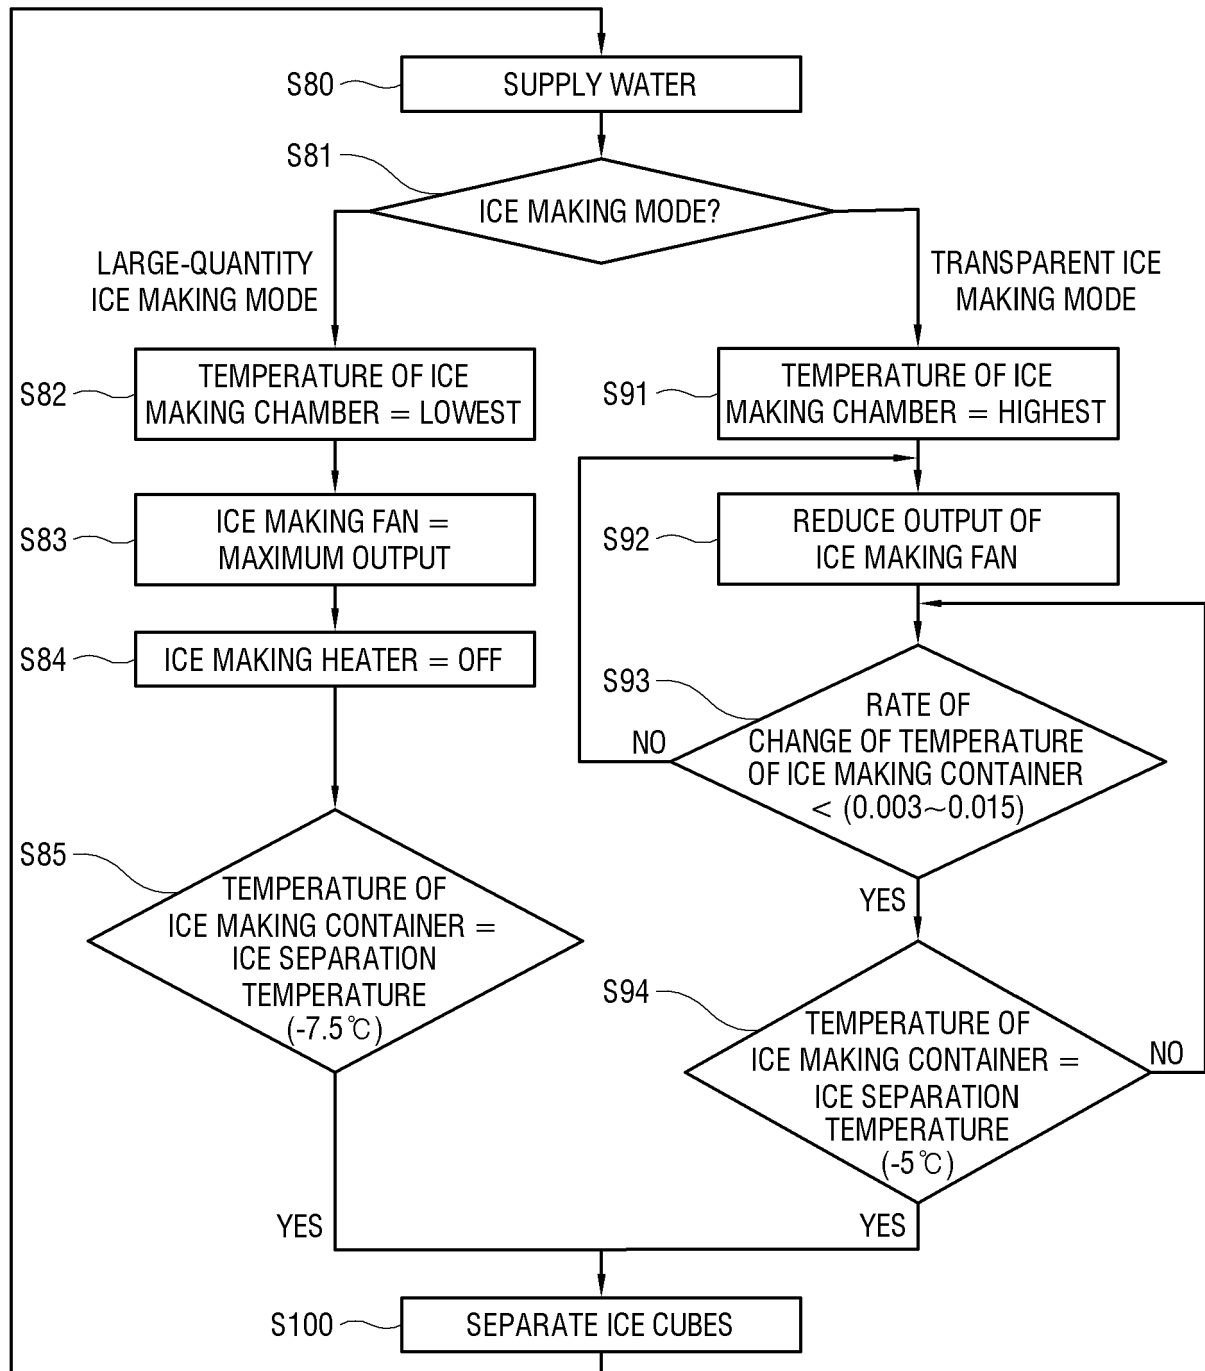 S80
SUPPLY WATER
S81
ICE MAKING MODE?
LARGE-QUANTITY
ICE MAKING MODE
TRANSPARENT ICE
MAKING MODE
S82
TEMPERATURE OF ICE
MAKING CHAMBER = LOWEST
S91
TEMPERATURE OF ICE
MAKING CHAMBER = HIGHEST
S83
ICE MAKING FAN =
MAXIMUM OUTPUT
S92
REDUCE OUTPUT OF
ICE MAKING FAN
S84
ICE MAKING HEATER = OFF
S93
RATE OF
CHANGE OF TEMPERATURE
OF ICE MAKING CONTAINER
< (0.003~0.015)
NO
YES
S85
TEMPERATURE OF
ICE MAKING CONTAINER =
ICE SEPARATION
TEMPERATURE
(-7.5℃)
YES
S94
TEMPERATURE OF
ICE MAKING CONTAINER =
ICE SEPARATION
TEMPERATURE
(-5℃)
NO
YES
S100
SEPARATE ICE CUBES